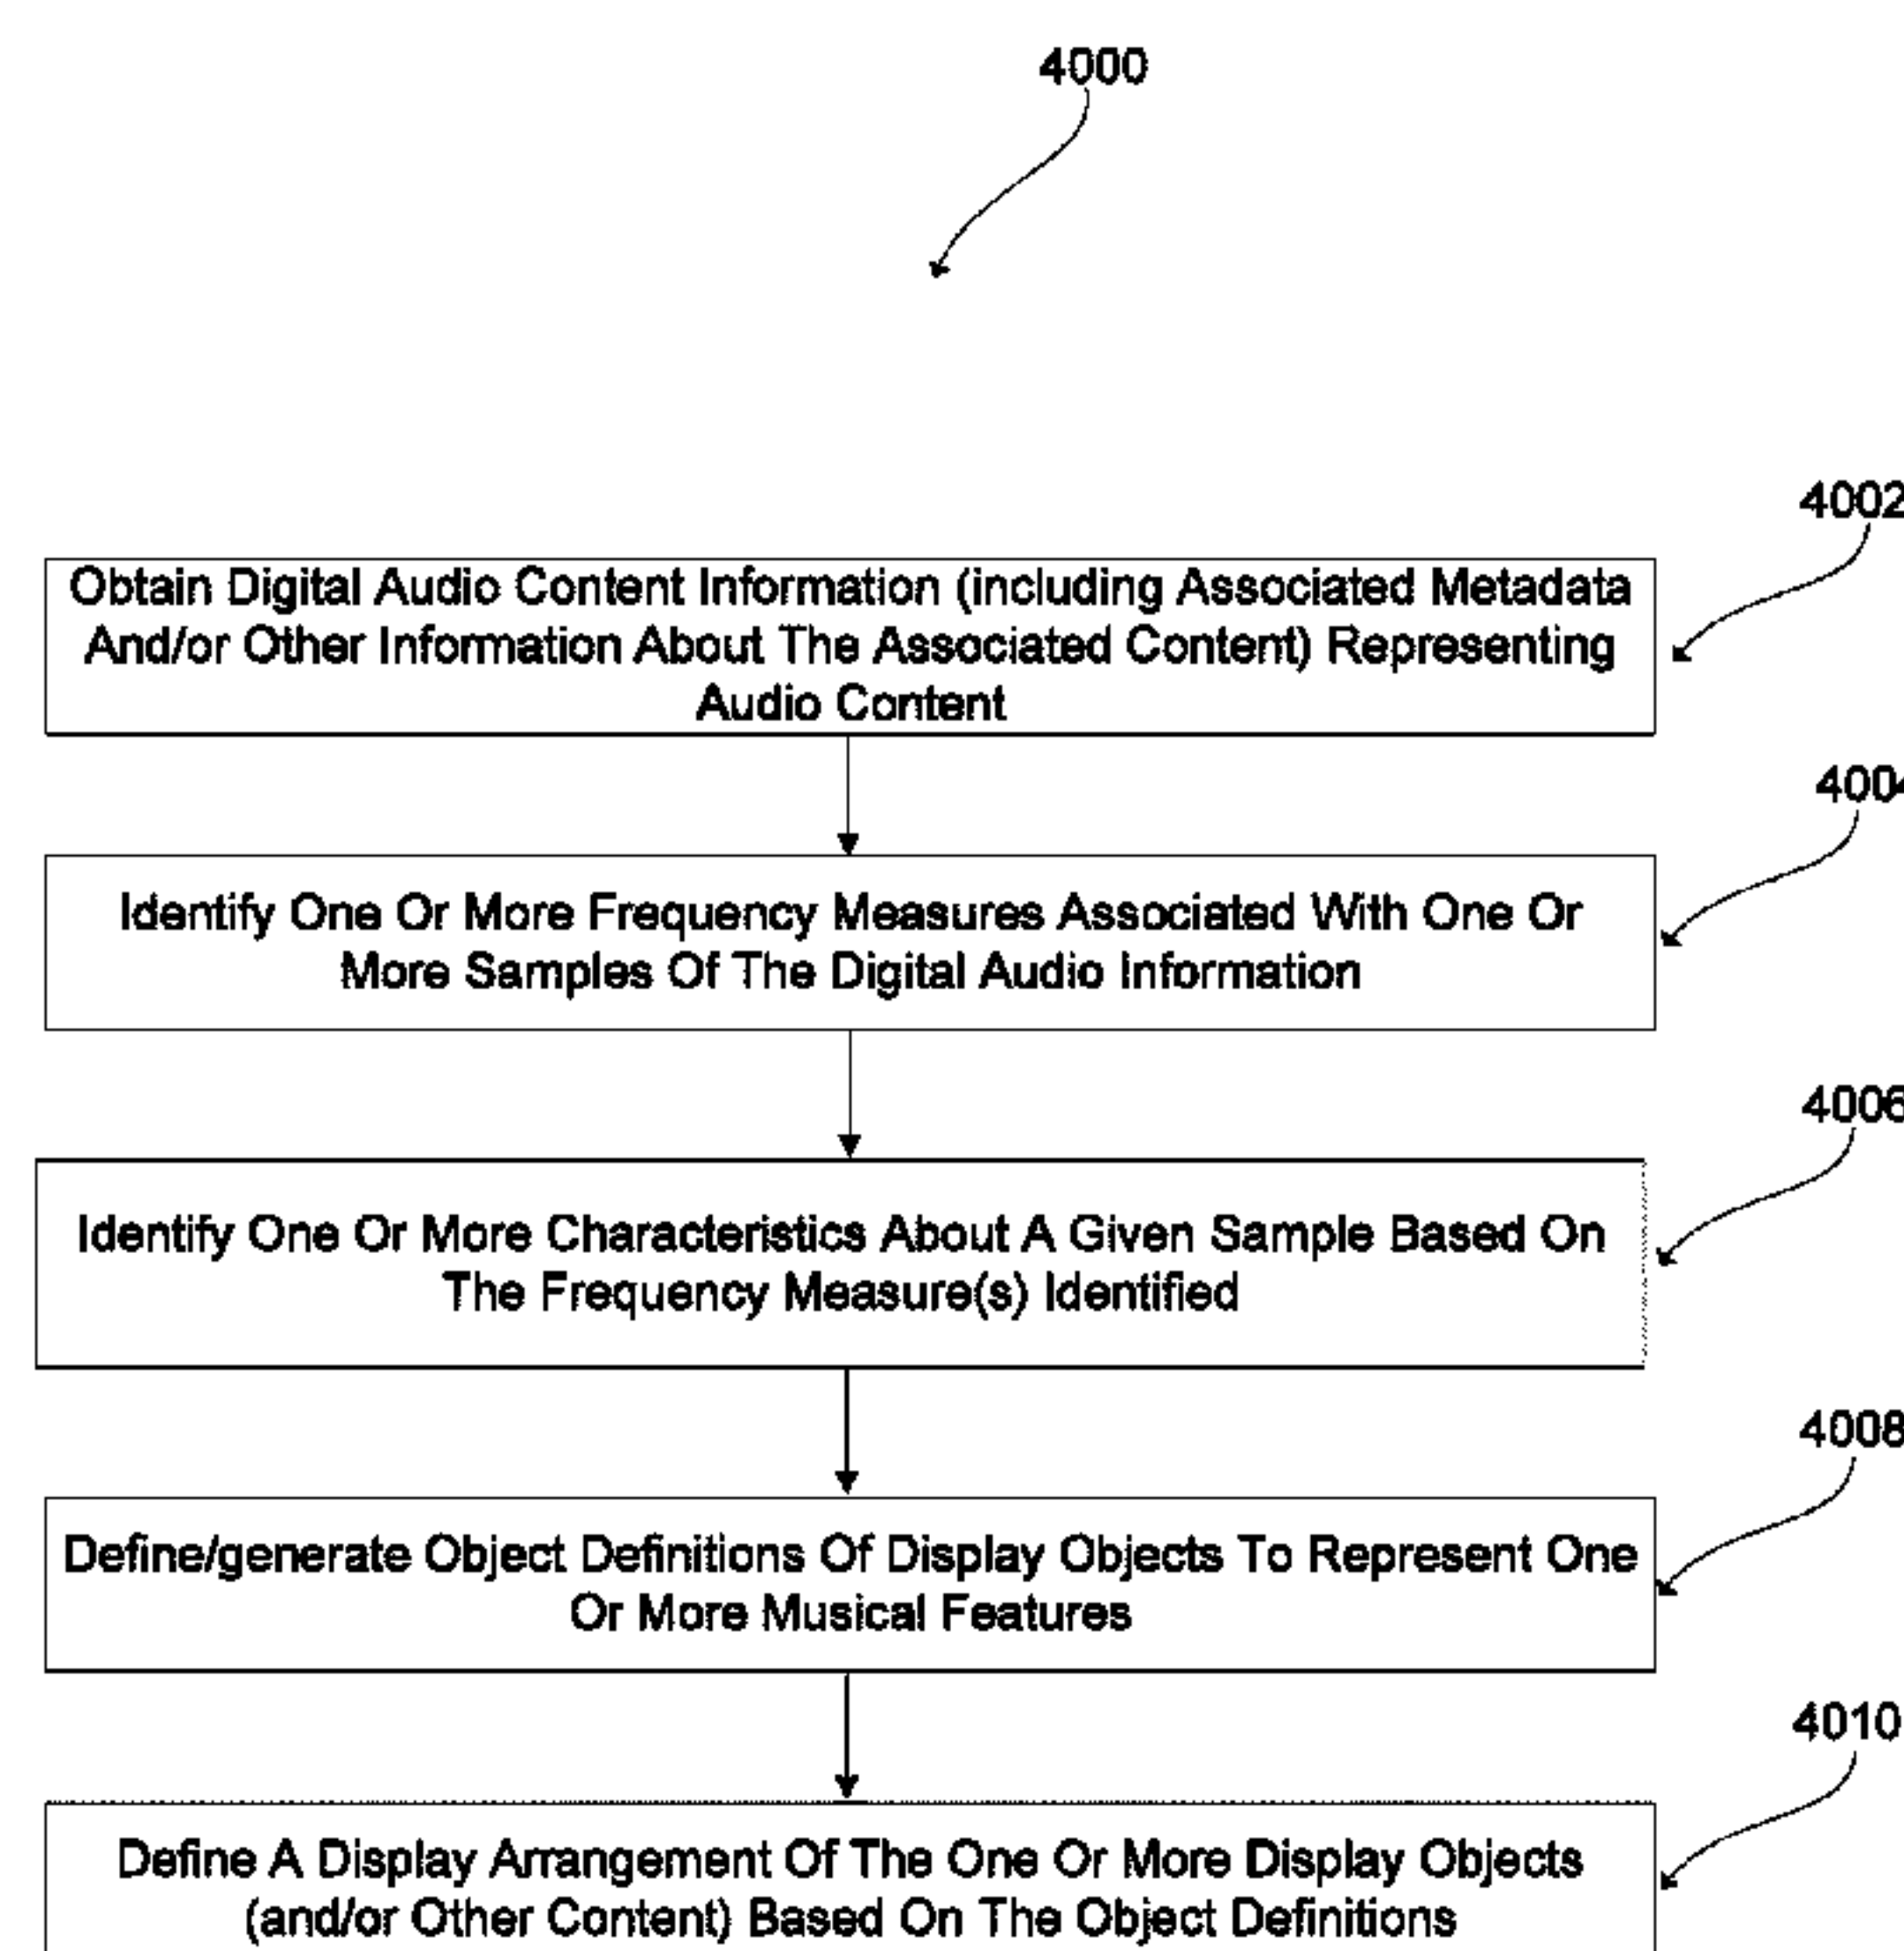 4000
4002
Obtain Digital Audio Content Information (including Associated Metadata
And/or Other Information About The Associated Content) Representing
Audio Content
4004
Identify One Or More Frequency Measures Associated With One Or
More Samples Of The Digital Audio Information
4006
Identify One Or More Characteristics About A Given Sample Based On
The Frequency Measure(s) Identified
4008
Define/generate Object Definitions Of Display Objects To Represent One
Or More Musical Features
4010
Define A Display Arrangement Of The One Or More Display Objects
(and/or Other Content) Based On The Object Definitions